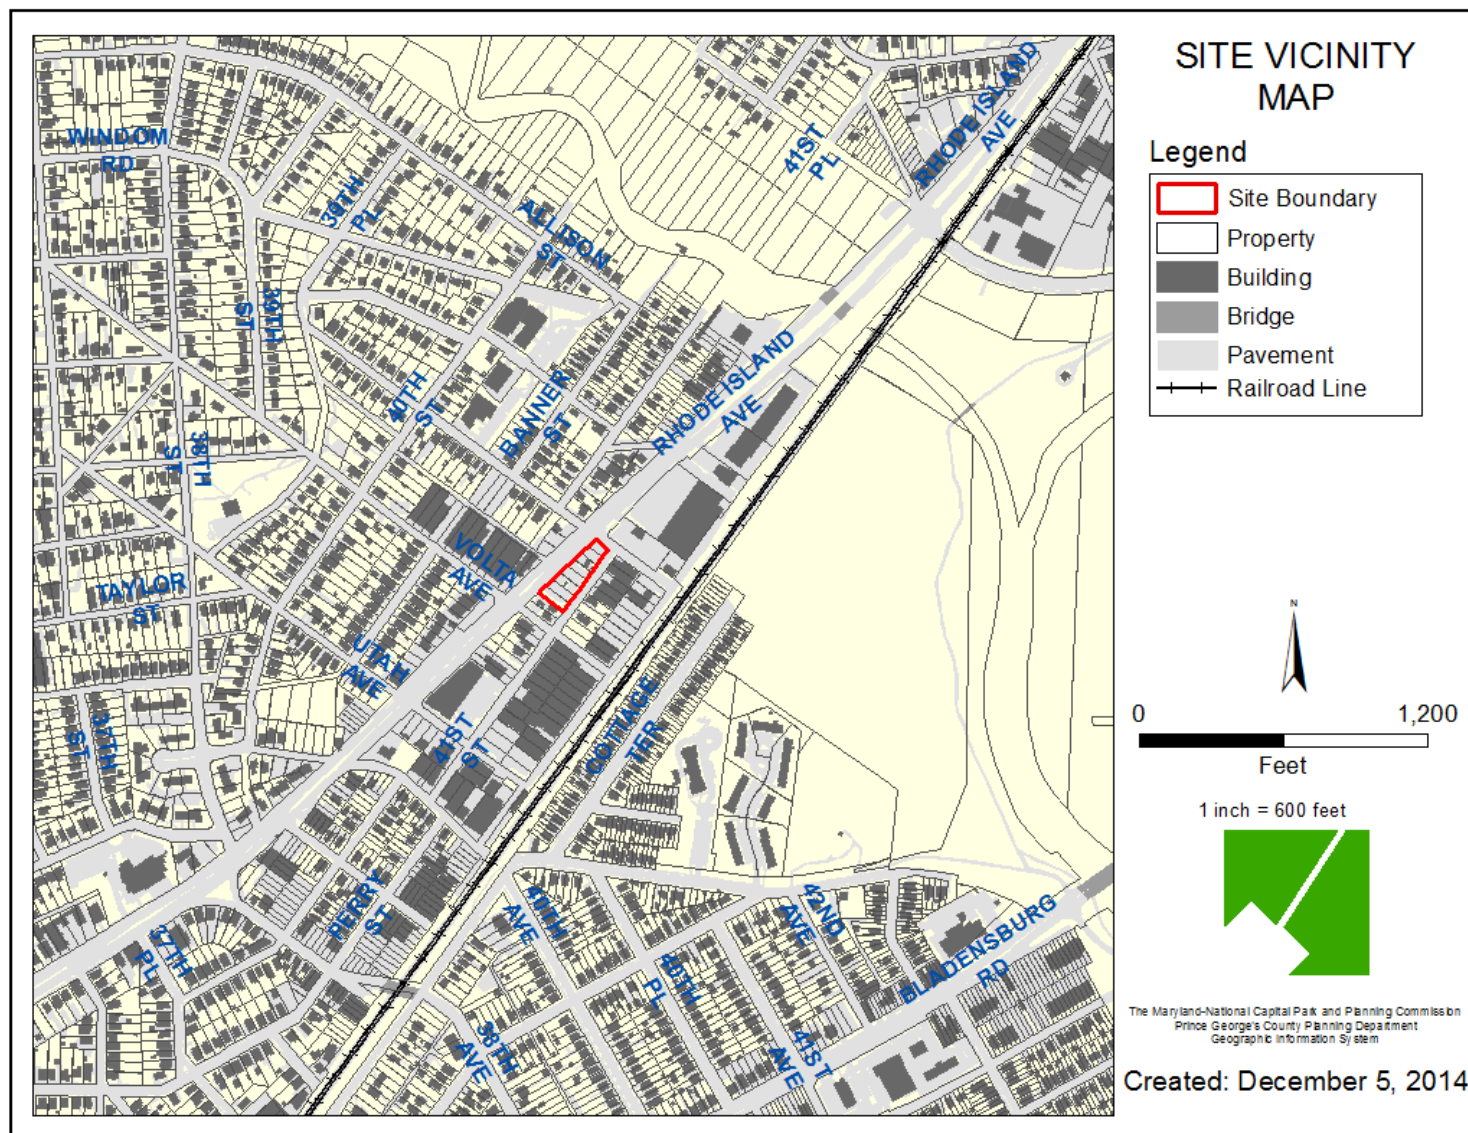 SITE VICINITY
MAP
Legend
Site Boundary
Property
Building
Bridge
Pavement
Railroad Line
WINDOM
RD
39TH
PL
ALLISON
ST
41ST
PL
RHODE ISLAND
AVE
39TH
ST
40TH
ST
BANNER
ST
RHODE ISLAND
AVE
38TH
ST
VOLTA
AVE
TAYLOR
ST
UTAH
AVE
37TH
ST
41ST
ST
COTTAGE
TER
PERRY
ST
37TH
PL
40TH
AVE
42ND
AVE
BLADENSBURG
RD
40TH
PL
38TH
AVE
41ST
AVE
N
0 1,200
Feet
1 inch = 600 feet
The Maryland-National Capital Park and Planning Commission
Prince George's County Planning Department
Geographic Information System
Created: December 5, 2014